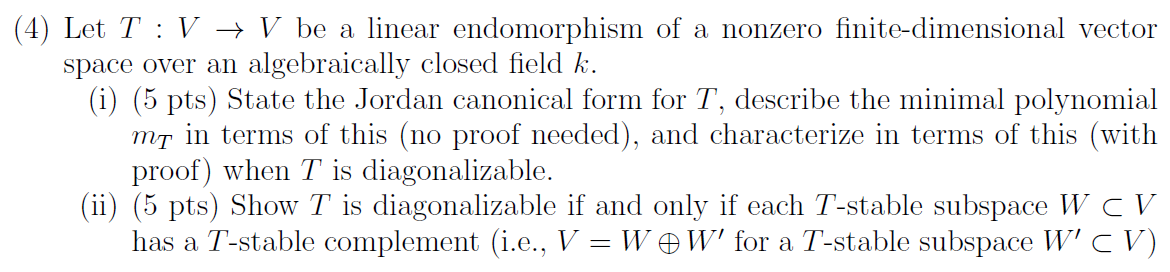 (4) Let T : V → V be a linear endomorphism of a nonzero finite-dimensional vector
space over an algebraically closed field k.
(i) (5 pts) State the Jordan canonical form for T, describe the minimal polynomial
m_T in terms of this (no proof needed), and characterize in terms of this (with
proof) when T is diagonalizable.
(ii) (5 pts) Show T is diagonalizable if and only if each T-stable subspace W ⊂ V
has a T-stable complement (i.e., V = W ⊕ W′ for a T-stable subspace W′ ⊂ V)